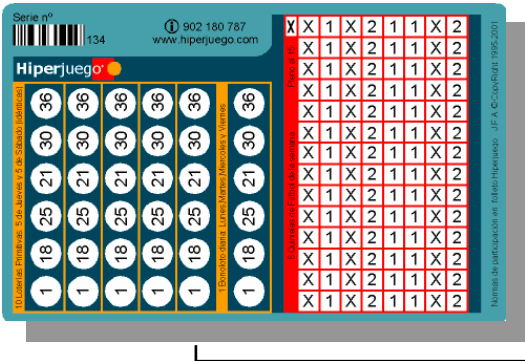 Serie nº
134
902 180 787
www.hiperjuego.com
Hiperjuego
10 Loterias Primitivas: 5 de Jueves y 5 de Sábado (idénticas)
36 36 36 36 36 36
30 30 30 30 30 30
21 21 21 21 21 21
25 25 25 25 25 25
18 18 18 18 18 18
1 1 1 1 1 1
1 Bonoloto diaria: Lunes,Martes,Miercoles y Viernes
8 Quinielas de Fútbol de la semana
Pleno al 15
X X 1 X 2 1 1 X 2
X 1 X 2 1 1 X 2
X 1 X 2 1 1 X 2
X 1 X 2 1 1 X 2
X 1 X 2 1 1 X 2
X 1 X 2 1 1 X 2
X 1 X 2 1 1 X 2
X 1 X 2 1 1 X 2
X 1 X 2 1 1 X 2
X 1 X 2 1 1 X 2
X 1 X 2 1 1 X 2
X 1 X 2 1 1 X 2
X 1 X 2 1 1 X 2
X 1 X 2 1 1 X 2
Normas de participación en folleto Hiperjuego JF A ©CopyRight 1995-2001